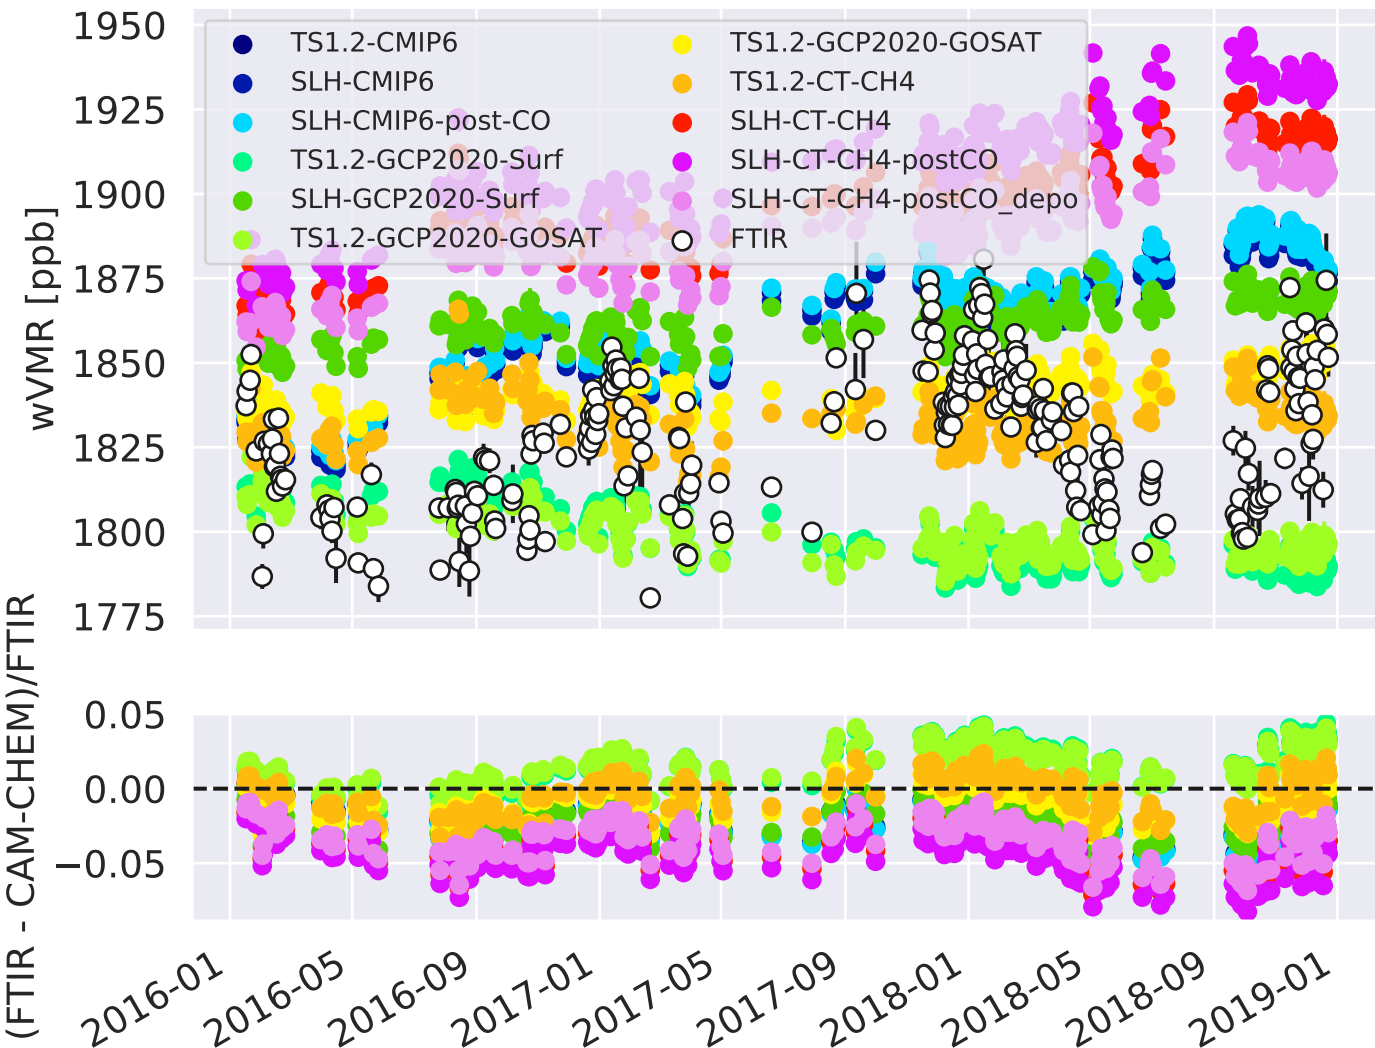 1950
1925
1900
1875
1850
1825
1800
1775
wVMR [ppb]
TS1.2-CMIP6
SLH-CMIP6
SLH-CMIP6-post-CO
TS1.2-GCP2020-Surf
SLH-GCP2020-Surf
TS1.2-GCP2020-GOSAT
TS1.2-GCP2020-GOSAT
TS1.2-CT-CH4
SLH-CT-CH4
SLH-CT-CH4-postCO
SLH-CT-CH4-postCO_depo
FTIR
0.05
0.00
−0.05
(FTIR - CAM-CHEM)/FTIR
2016-01
2016-05
2016-09
2017-01
2017-05
2017-09
2018-01
2018-05
2018-09
2019-01